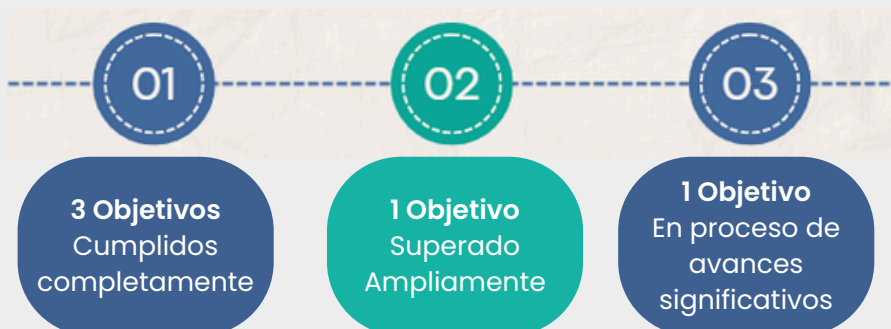 01
02
03
3 Objetivos
Cumplidos
completamente
1 Objetivo
Superado
Ampliamente
1 Objetivo
En proceso de
avances
significativos